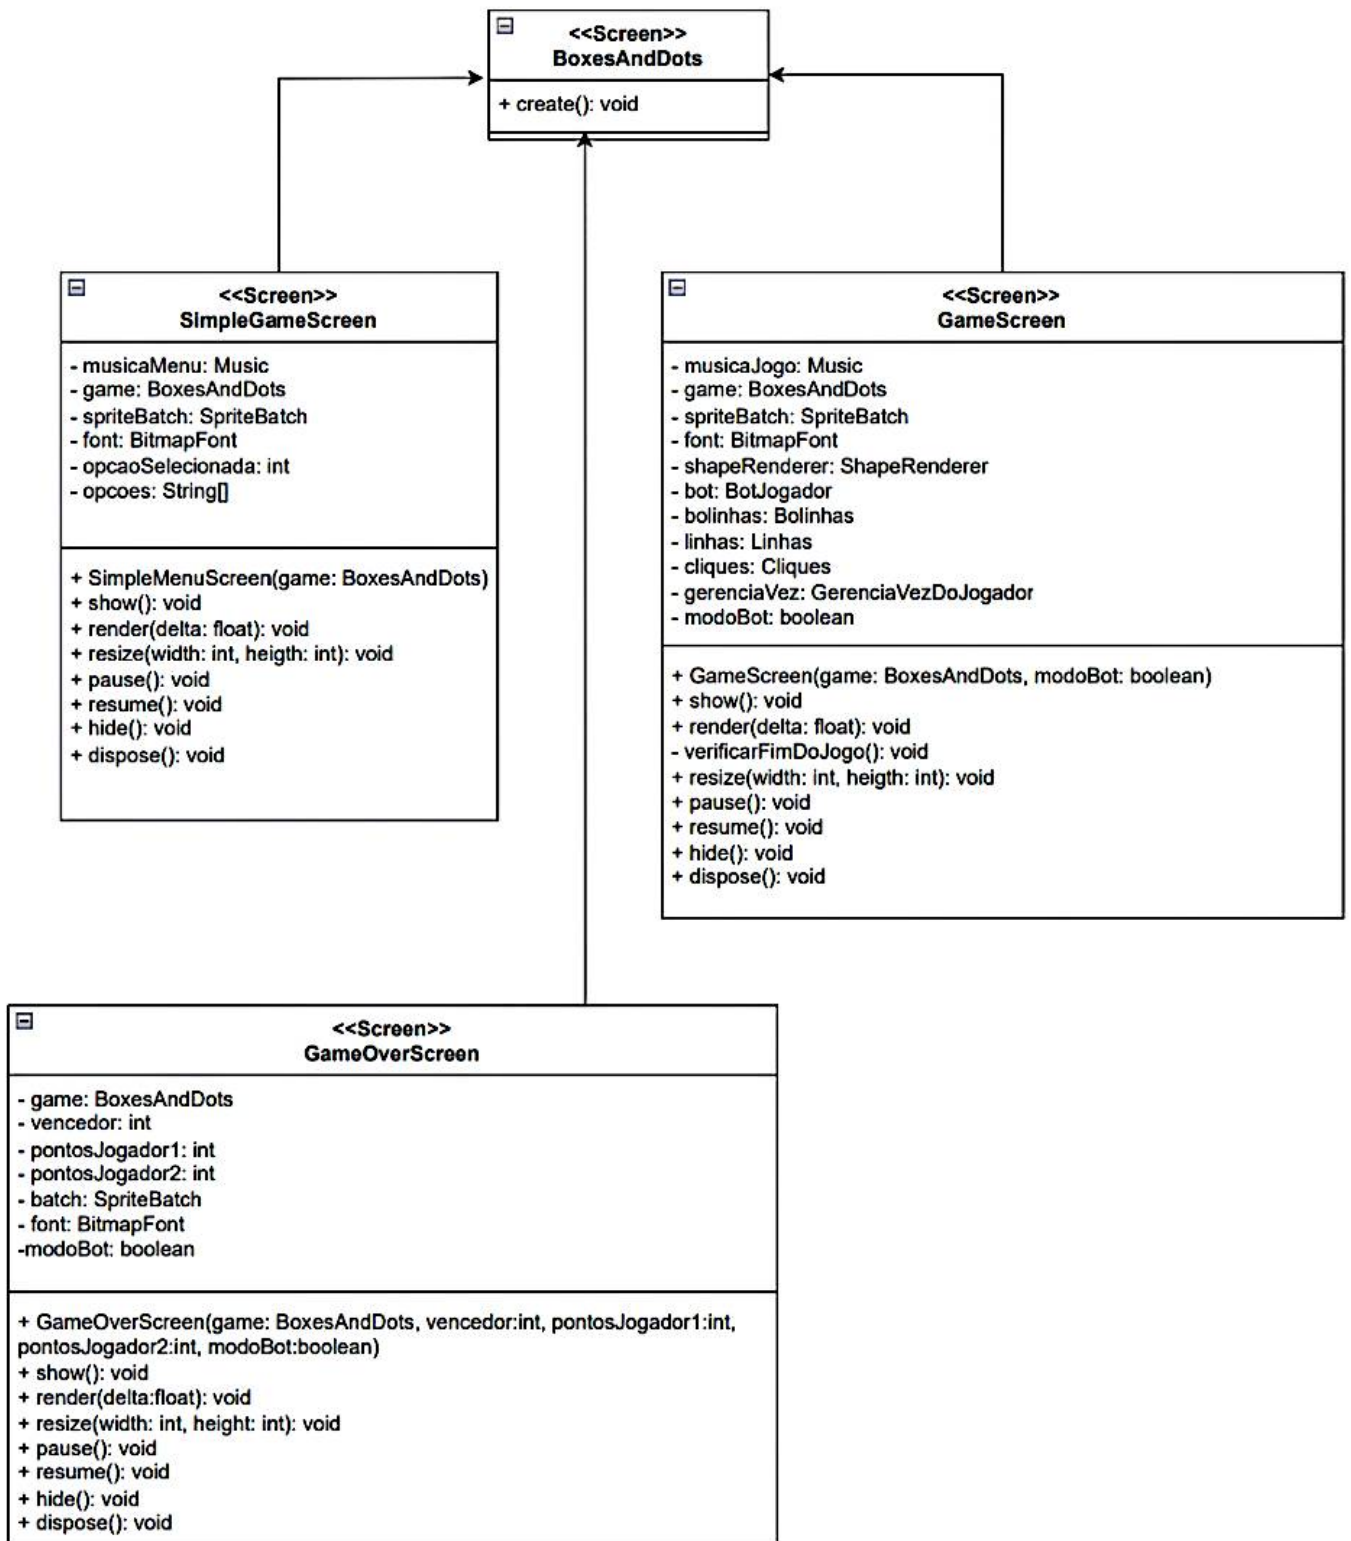 <<Screen>>
BoxesAndDots
+ create(): void
<<Screen>>
SimpleGameScreen
- musicaMenu: Music
- game: BoxesAndDots
- spriteBatch: SpriteBatch
- font: BitmapFont
- opcaoSelecionada: int
- opcoes: String[]
+ SimpleMenuScreen(game: BoxesAndDots)
+ show(): void
+ render(delta: float): void
+ resize(width: int, heigth: int): void
+ pause(): void
+ resume(): void
+ hide(): void
+ dispose(): void
<<Screen>>
GameScreen
- musicaJogo: Music
- game: BoxesAndDots
- spriteBatch: SpriteBatch
- font: BitmapFont
- shapeRenderer: ShapeRenderer
- bot: BotJogador
- bolinhas: Bolinhas
- linhas: Linhas
- cliques: Cliques
- gerenciaVez: GerenciaVezDoJogador
- modoBot: boolean
+ GameScreen(game: BoxesAndDots, modoBot: boolean)
+ show(): void
+ render(delta: float): void
- verificarFimDoJogo(): void
+ resize(width: int, heigth: int): void
+ pause(): void
+ resume(): void
+ hide(): void
+ dispose(): void
<<Screen>>
GameOverScreen
- game: BoxesAndDots
- vencedor: int
- pontosJogador1: int
- pontosJogador2: int
- batch: SpriteBatch
- font: BitmapFont
-modoBot: boolean
+ GameOverScreen(game: BoxesAndDots, vencedor:int, pontosJogador1:int,
pontosJogador2:int, modoBot:boolean)
+ show(): void
+ render(delta:float): void
+ resize(width: int, height: int): void
+ pause(): void
+ resume(): void
+ hide(): void
+ dispose(): void